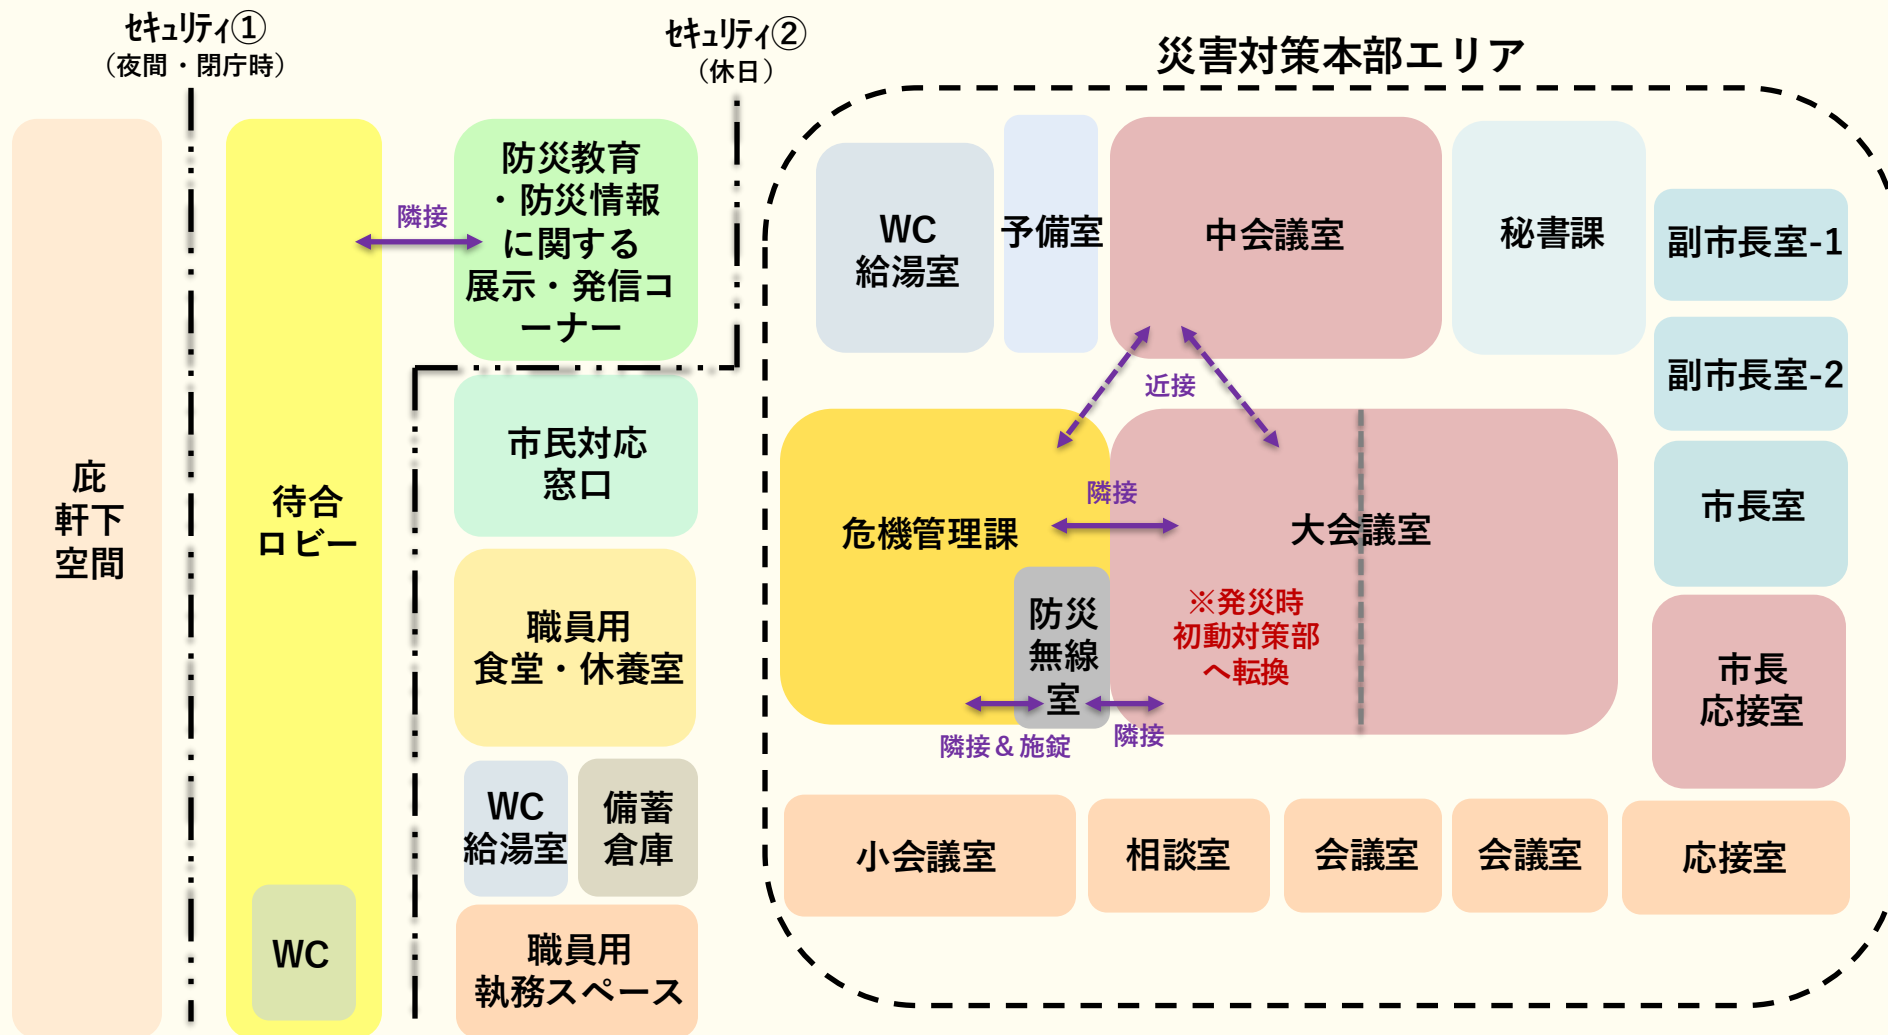 ｾｷｭﾘﾃｨ①
（夜間・閉庁時）
ｾｷｭﾘﾃｨ②
（休日）
災害対策本部エリア
庇
軒下
空間
待合
ロビー
WC
隣接
防災教育
・防災情報
に関する
展示・発信コ
ーナー
市民対応
窓口
職員用
食堂・休養室
WC
給湯室
備蓄
倉庫
職員用
執務スペース
WC
給湯室
予備室
中会議室
秘書課
副市長室-1
副市長室-2
市長室
市長
応接室
近接
危機管理課
隣接
大会議室
※発災時
初動対策部
へ転換
防災
無線
室
隣接＆施錠
隣接
小会議室
相談室
会議室
会議室
応接室